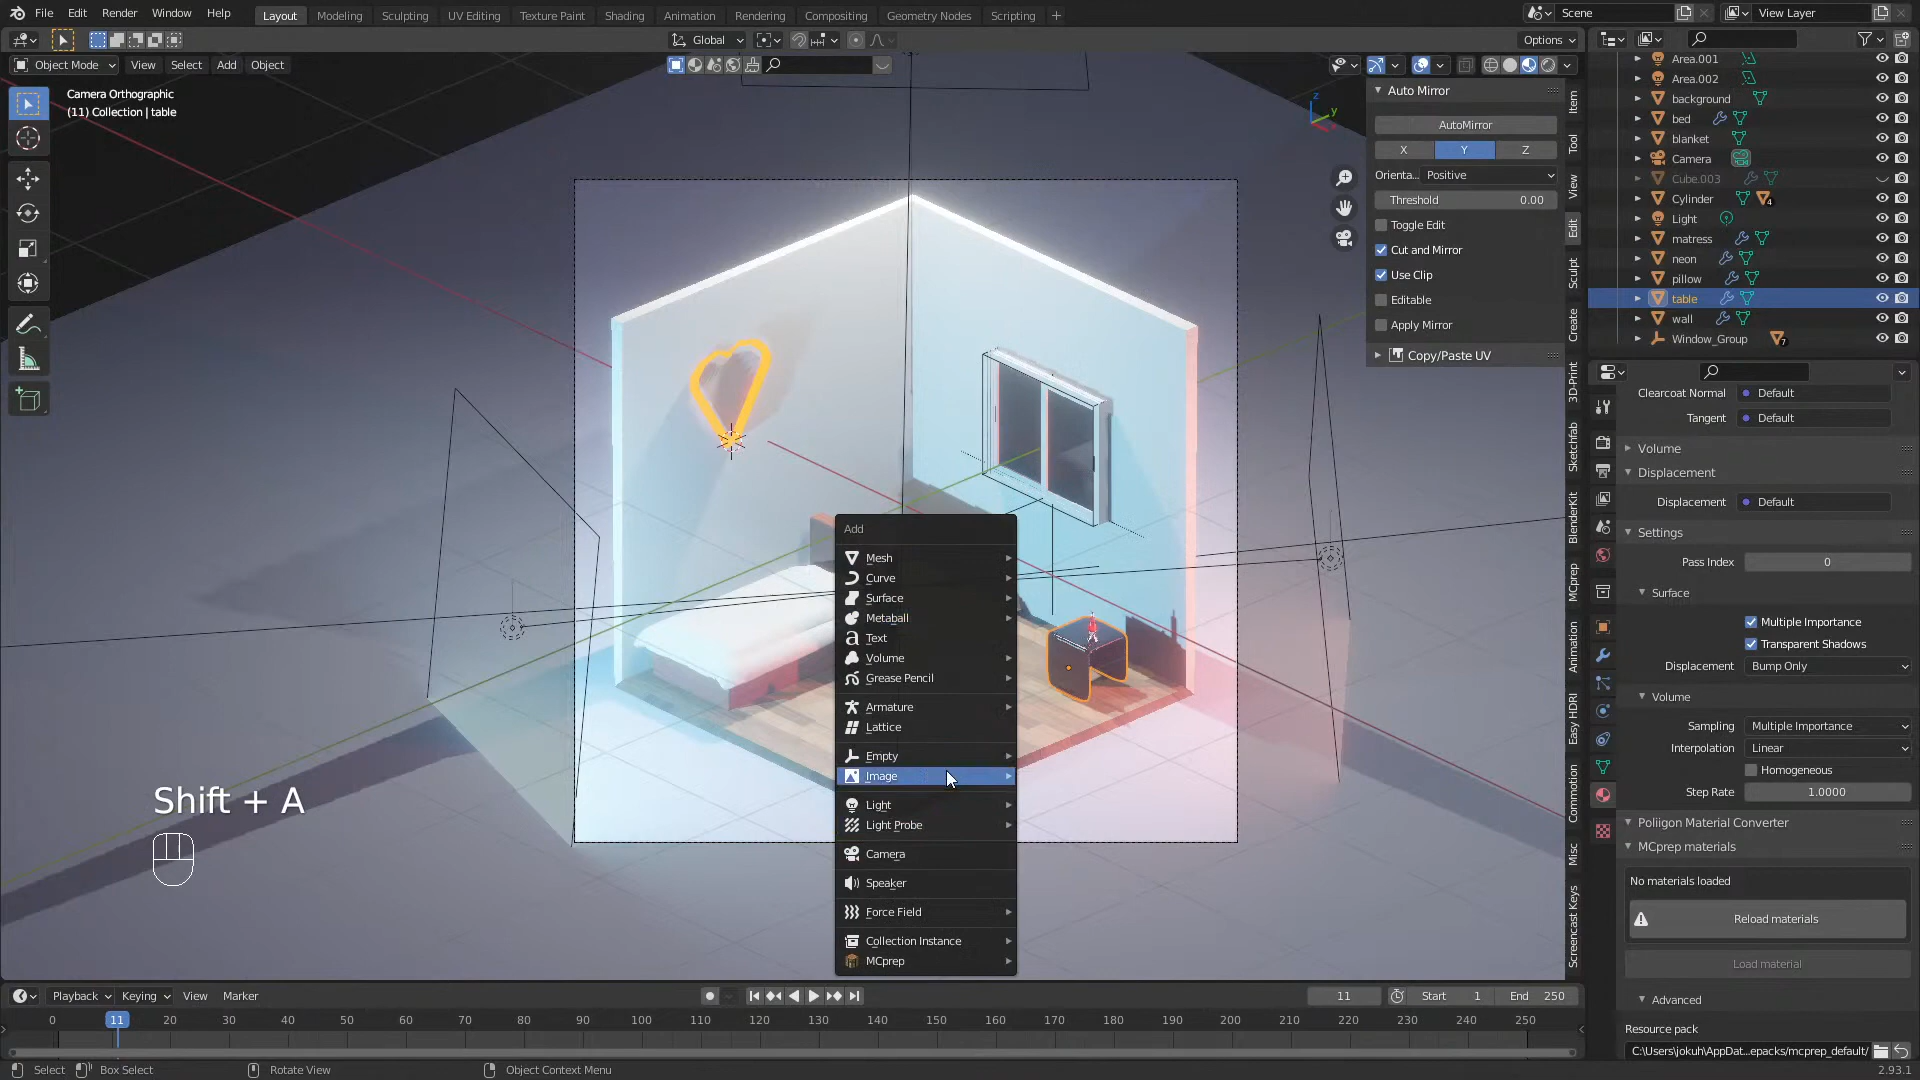 File Edit Render Window Help
Layout Modeling Sculpting UV Editing Texture Paint Shading Animation Rendering Compositing Geometry Nodes Scripting +
Scene
View Layer
Global
Options
Object Mode View Select Add Object
Camera Orthographic
(11) Collection | table
Z
Y
Auto Mirror
AutoMirror
X Y Z
Orienta... Positive
Threshold 0.00
Toggle Edit
Cut and Mirror
Use Clip
Editable
Apply Mirror
Copy/Paste UV
Item
Tool
View
Edit
Sculpt
Create
3D-Print
Sketchfab
BlenderKit
MCprep
Animation
Easy HDRI
Commotion
Misc
Screencast Keys
Area.001
Area.002
background
bed
blanket
Camera
Cube.003
Cylinder 4
Light
matress
neon
pillow
table
wall
Window_Group 7
Clearcoat Normal Default
Tangent Default
Volume
Displacement
Displacement Default
Settings
Pass Index 0
Surface
Multiple Importance
Transparent Shadows
Displacement Bump Only
Volume
Sampling Multiple Importance
Interpolation Linear
Homogeneous
Step Rate 1.0000
Poliigon Material Converter
MCprep materials
No materials loaded
Reload materials
Load material
Advanced
Resource pack
C:\Users\jokuh\AppDat...epacks/mcprep_default/
Add
Mesh
Curve
Surface
Metaball
Text
Volume
Grease Pencil
Armature
Lattice
Empty
Image
Light
Light Probe
Camera
Speaker
Force Field
Collection Instance
MCprep
Shift + A
Playback Keying View Marker
11 Start 1 End 250
0 11 20 30 40 50 60 70 80 90 100 110 120 130 140 150 160 170 180 190 200 210 220 230 240 250
Select Box Select Rotate View Object Context Menu 2.93.1